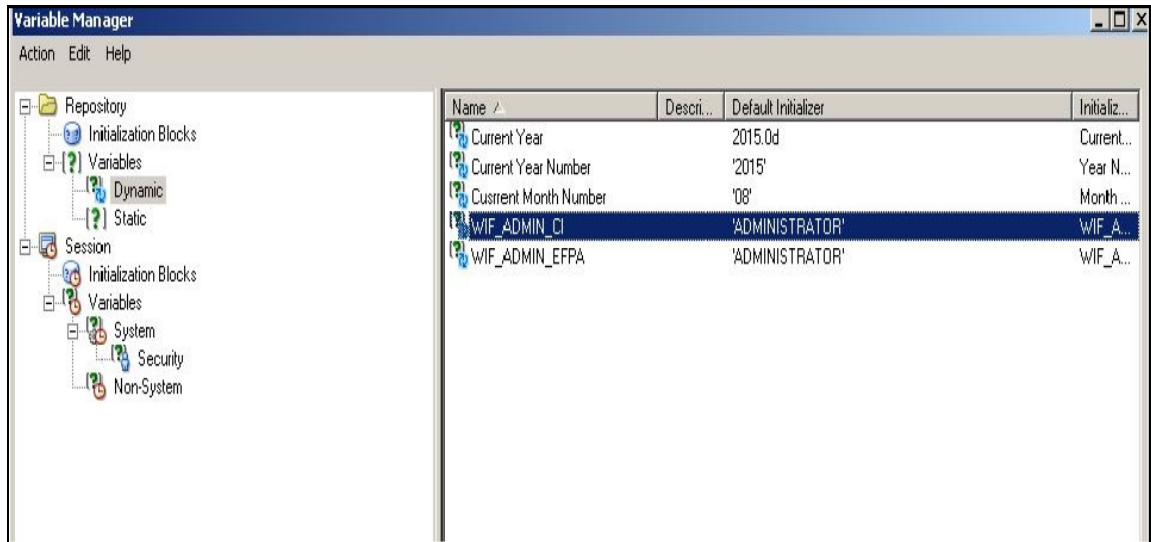 Variable Manager
Action Edit Help
Repository
Initialization Blocks
Variables
Dynamic
Static
Session
Initialization Blocks
Variables
System
Security
Non-System
Name Descri... Default Initializer Initializ...
Current Year 2015.0d Current...
Current Year Number '2015' Year N...
Cusrrent Month Number '08' Month ...
WIF_ADMIN_CI 'ADMINISTRATOR' WIF_A...
WIF_ADMIN_EFPA 'ADMINISTRATOR' WIF_A...